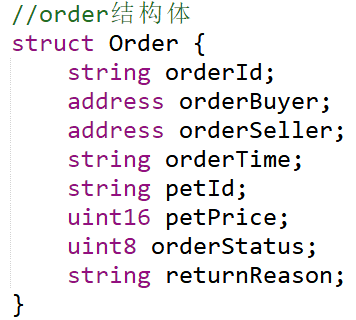 //order结构体
struct Order {
    string orderId;
    address orderBuyer;
    address orderSeller;
    string orderTime;
    string petId;
    uint16 petPrice;
    uint8 orderStatus;
    string returnReason;
}